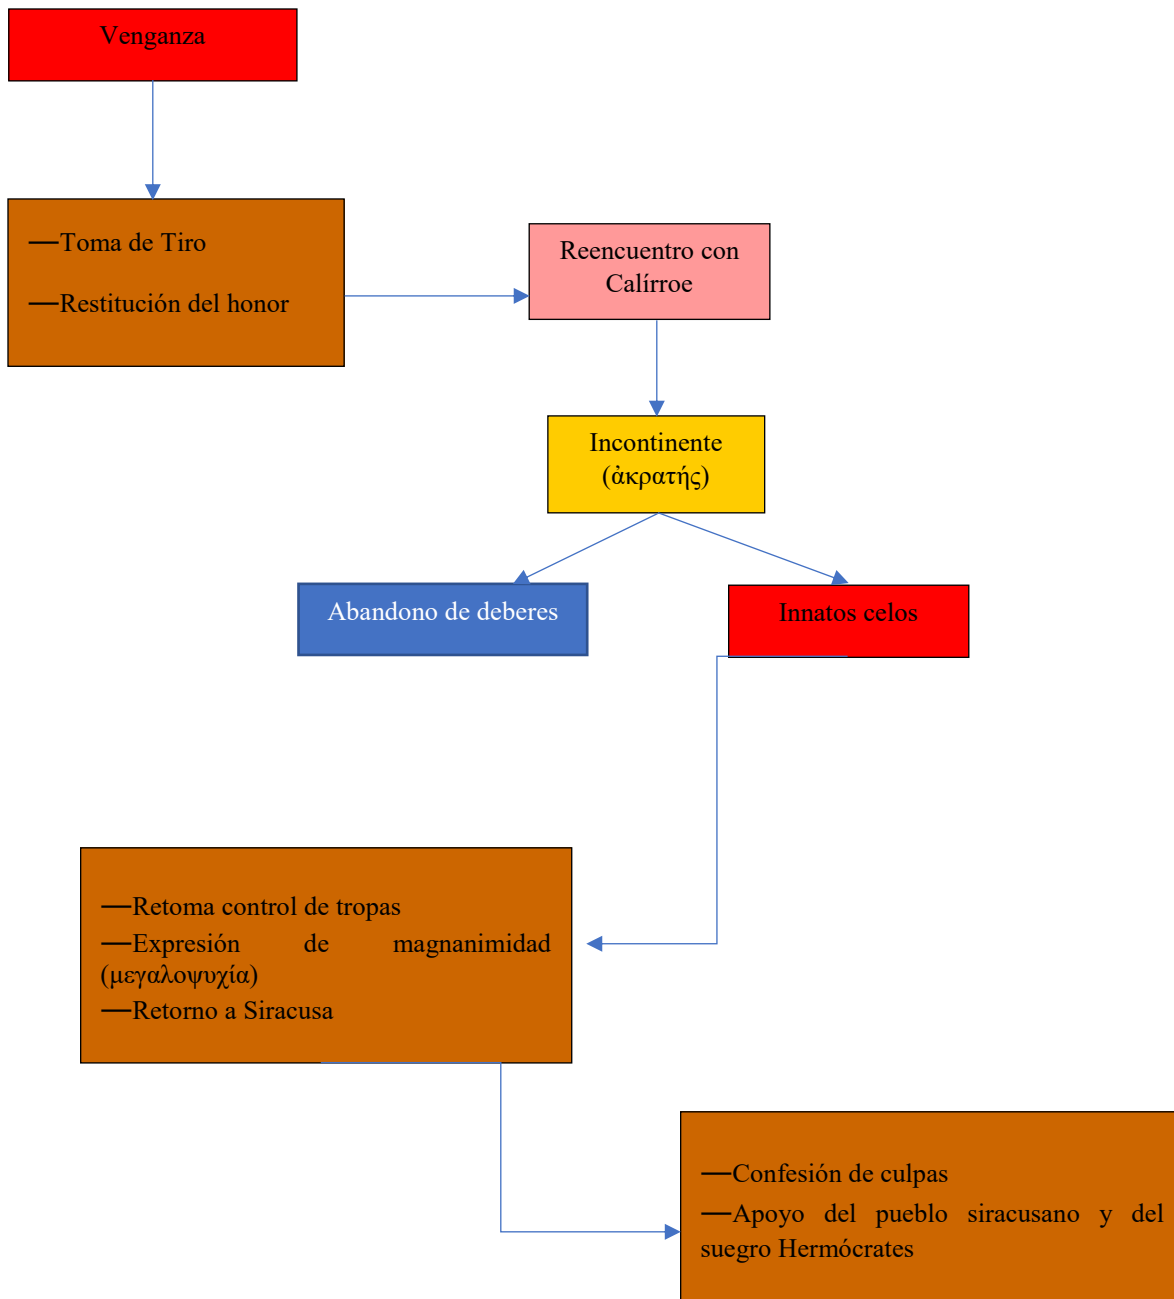 Venganza
—Toma de Tiro
—Restitución del honor
Reencuentro con
Calírroe
Incontinente
(ἀκρατής)
Abandono de deberes
Innatos celos
—Retoma control de tropas
—Expresión de magnanimidad
(μεγαλοψυχία)
—Retorno a Siracusa
—Confesión de culpas
—Apoyo del pueblo siracusano y del
suegro Hermócrates